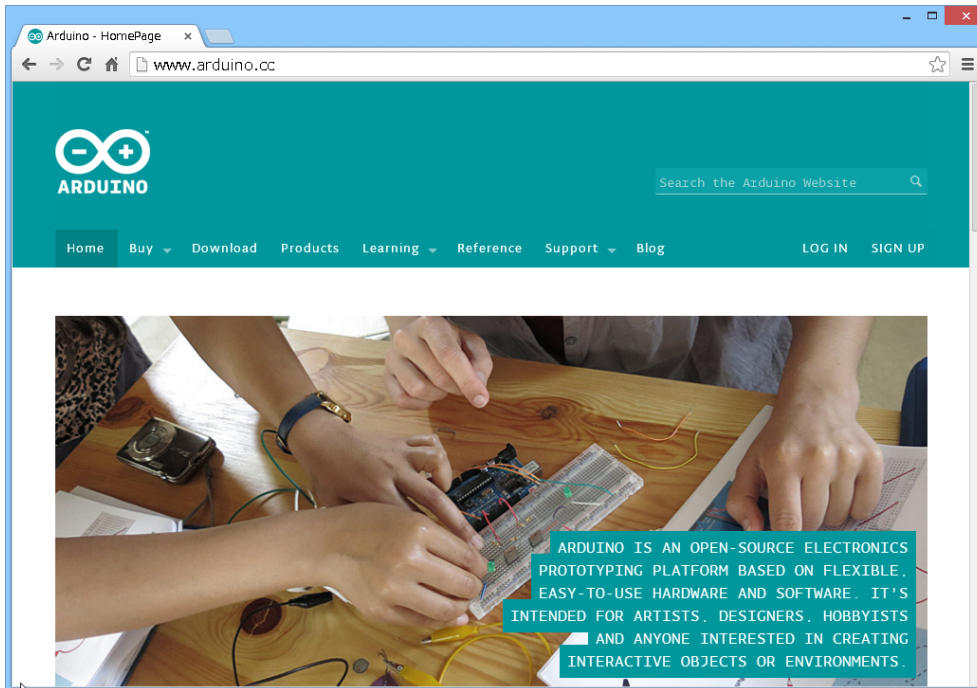 Arduino - HomePage
www.arduino.cc
ARDUINO
Search the Arduino Website
Home Buy Download Products Learning Reference Support Blog LOG IN SIGN UP
ARDUINO IS AN OPEN-SOURCE ELECTRONICS
PROTOTYPING PLATFORM BASED ON FLEXIBLE,
EASY-TO-USE HARDWARE AND SOFTWARE. IT'S
INTENDED FOR ARTISTS, DESIGNERS, HOBBYISTS
AND ANYONE INTERESTED IN CREATING
INTERACTIVE OBJECTS OR ENVIRONMENTS.